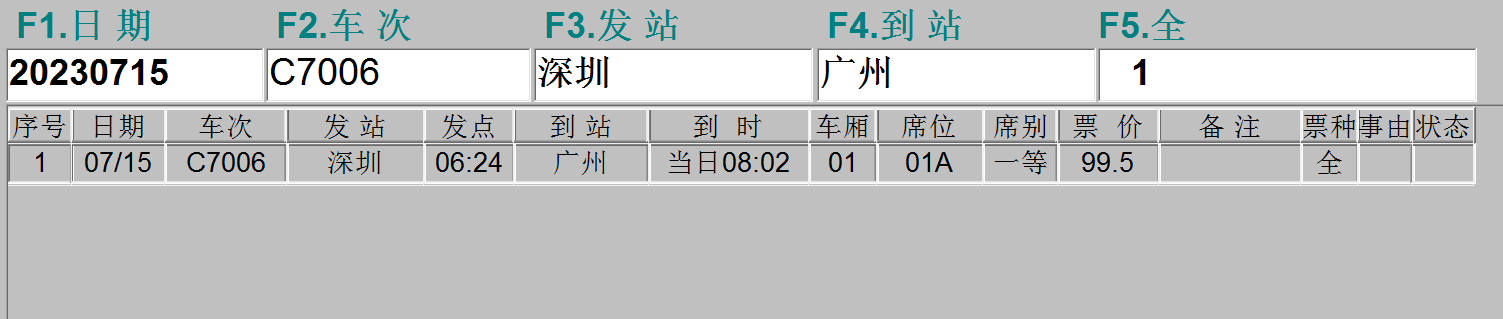 F1.日 期 F2.车 次 F3.发 站 F4.到 站 F5.全
20230715 C7006 深圳 广州 1
序号 日期 车次 发 站 发点 到 站 到 时 车厢 席位 席别 票 价 备 注 票种 事由 状态
1 07/15 C7006 深圳 06:24 广州 当日08:02 01 01A 一等 99.5 全